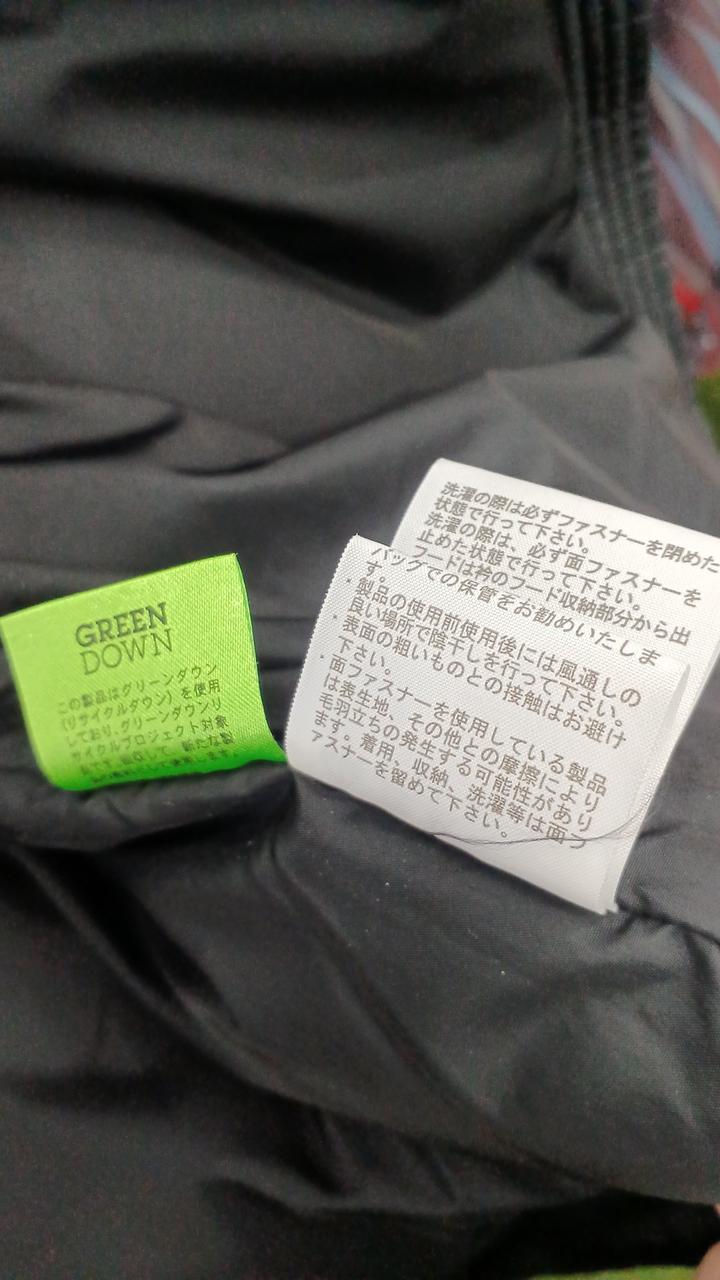 GREEN
DOWN
この製品はグリーンダウン
(リサイクルダウン) を使用
しており、グリーンダウンリ
サイクルプロジェクト対象
洗濯の際は必ずファスナーを閉めた
状態で行って下さい。
洗濯の際は、必ず面ファスナーを
止めた状態で行って下さい。
フードは衿のフード収納部分から出
バッグでの保管をお勧めいたしま
す。
・製品の使用前使用後には風通しの
良い場所で陰干しを行って下さい。
・表面の粗いものとの接触はお避け
下さい。
・面ファスナーを使用している製品
は表生地、その他との摩擦により
毛羽立ちの発生する可能性があり
ます。着用、収納、洗濯等は面フ
ァスナーを留めて下さい。